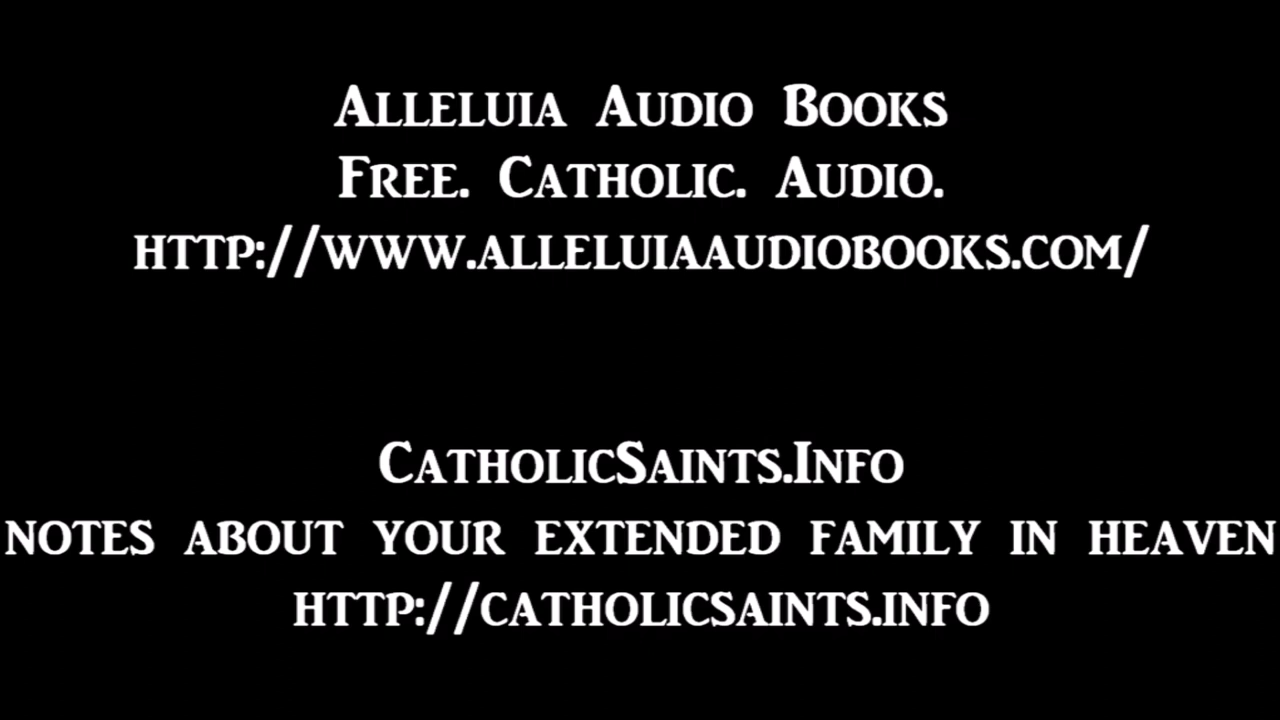 Alleluia Audio Books
Free. Catholic. Audio.
http://www.alleluiaaudiobooks.com/
CatholicSaints.Info
notes about your extended family in heaven
http://catholicsaints.info